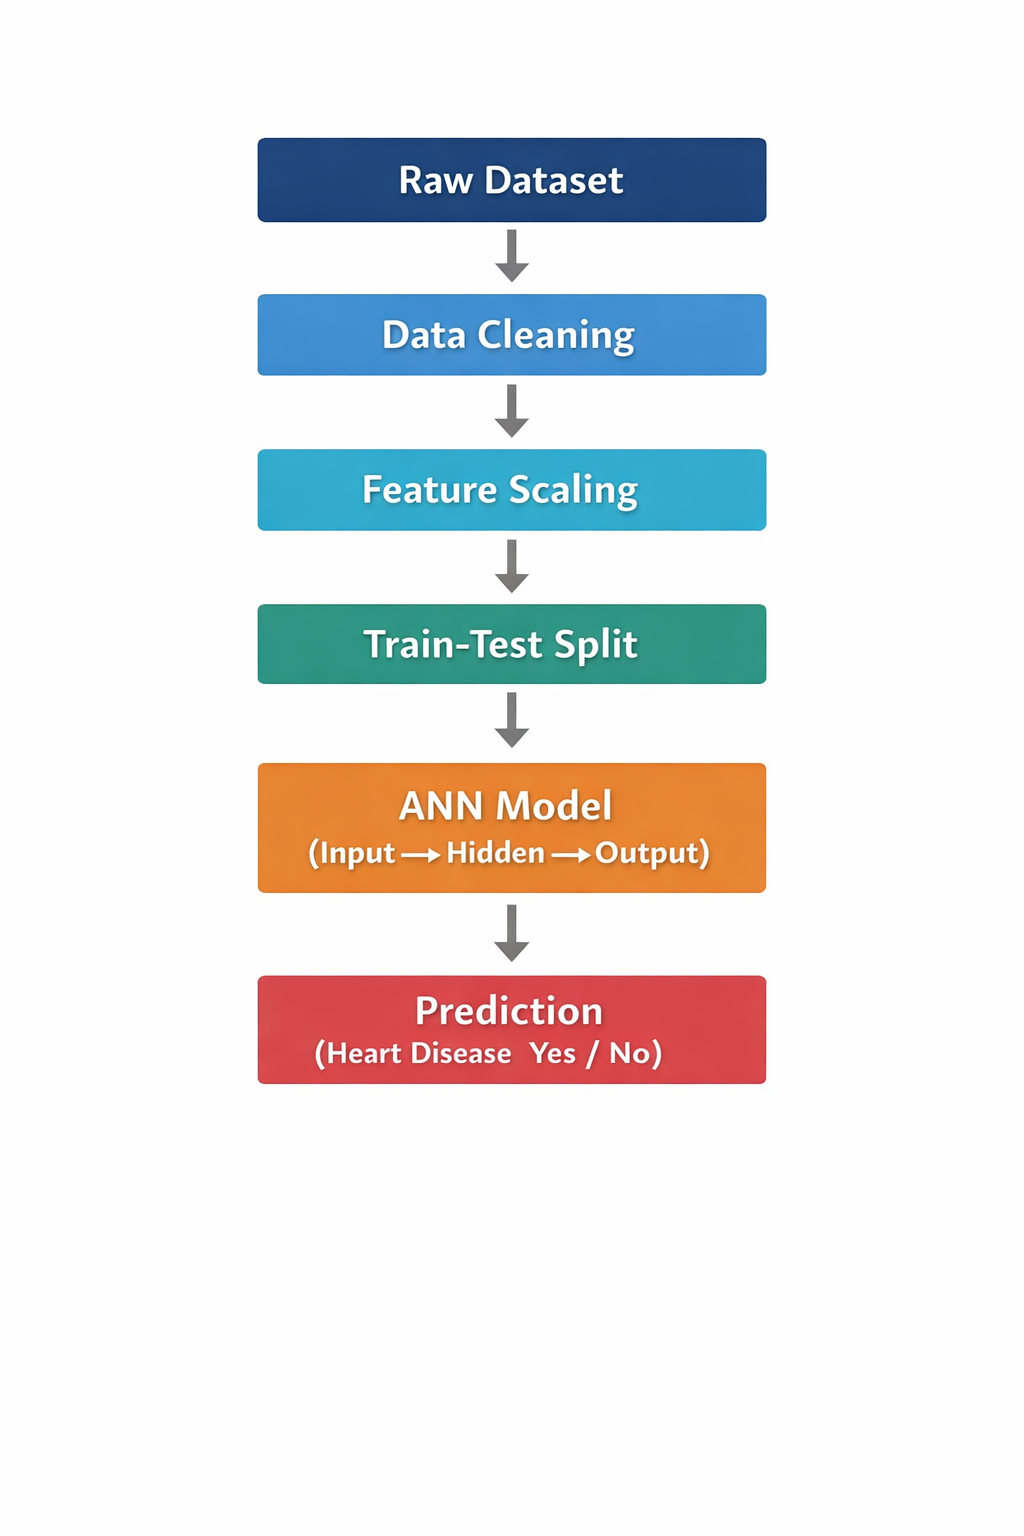 Raw Dataset
Data Cleaning
Feature Scaling
Train-Test Split
ANN Model
(Input → Hidden → Output)
Prediction
(Heart Disease Yes / No)